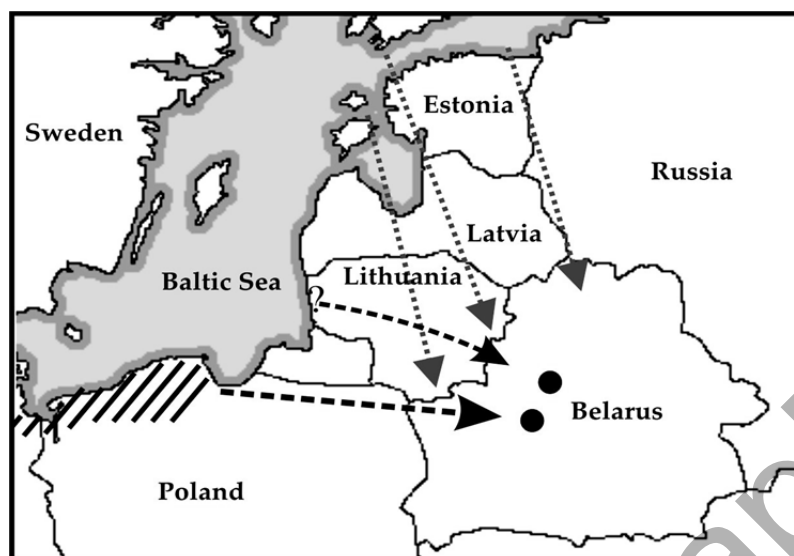 Estonia
Sweden
Russia
Latvia
Baltic Sea
Lithuania
?
Belarus
Poland